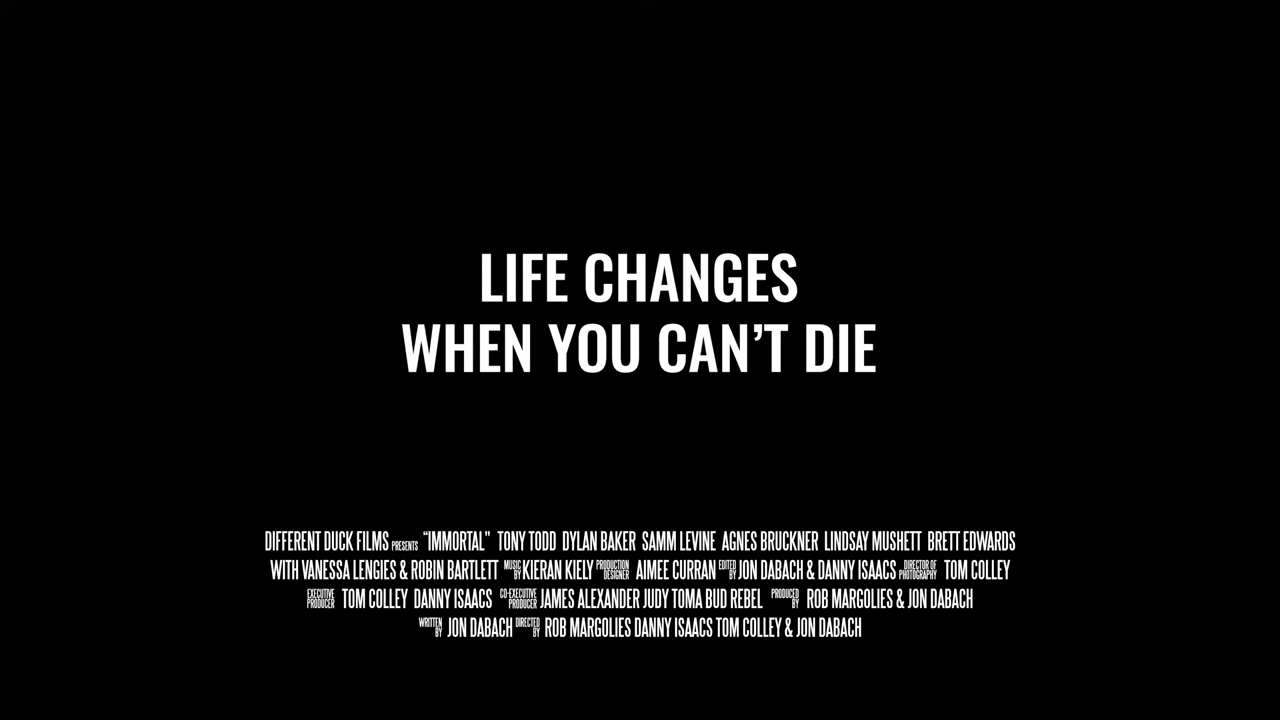 LIFE CHANGES
WHEN YOU CAN'T DIE
DIFFERENT DUCK FILMS PRESENTS "IMMORTAL" TONY TODD DYLAN BAKER SAMM LEVINE AGNES BRUCKNER LINDSAY MUSHETT BRETT EDWARDS
WITH VANESSA LENGIES & ROBIN BARTLETT MUSIC BY KIERAN KIELY PRODUCTION DESIGNER AIMEE CURRAN EDITED BY JON DABACH & DANNY ISAACS DIRECTOR OF PHOTOGRAPHY TOM COLLEY
EXECUTIVE PRODUCER TOM COLLEY DANNY ISAACS CO-EXECUTIVE PRODUCER JAMES ALEXANDER JUDY TOMA BUD REBEL PRODUCED BY ROB MARGOLIES & JON DABACH
WRITTEN BY JON DABACH DIRECTED BY ROB MARGOLIES DANNY ISAACS TOM COLLEY & JON DABACH